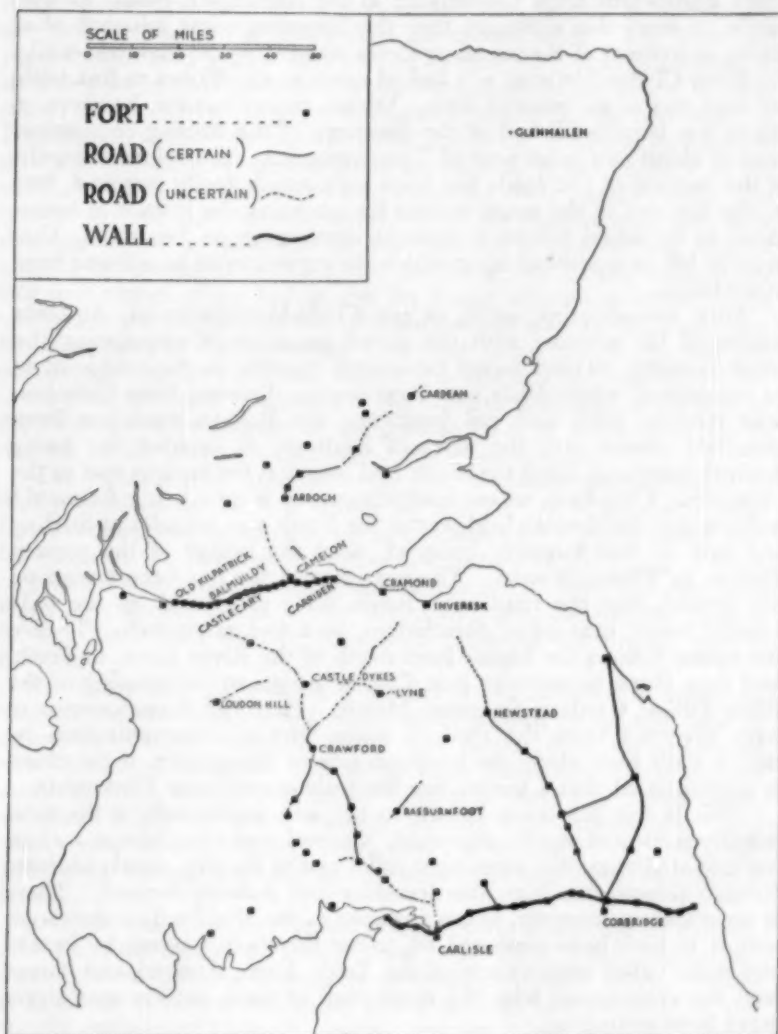 SCALE OF MILES
0 10 20 30 40 50
FORT
ROAD (CERTAIN)
ROAD (UNCERTAIN)
WALL
GLENMAILEN
CARDEAN
ARDOCH
OLD KILPATRICK
BALMUILDY
CASTLECARY
CAMELON
CARRIDEN
CRAMOND
INVERESK
CASTLE-DYKES
LYNE
LOUDON HILL
NEWSTEAD
CRAWFORD
RAEBURNFOOT
CORBRIDGE
CARLISLE